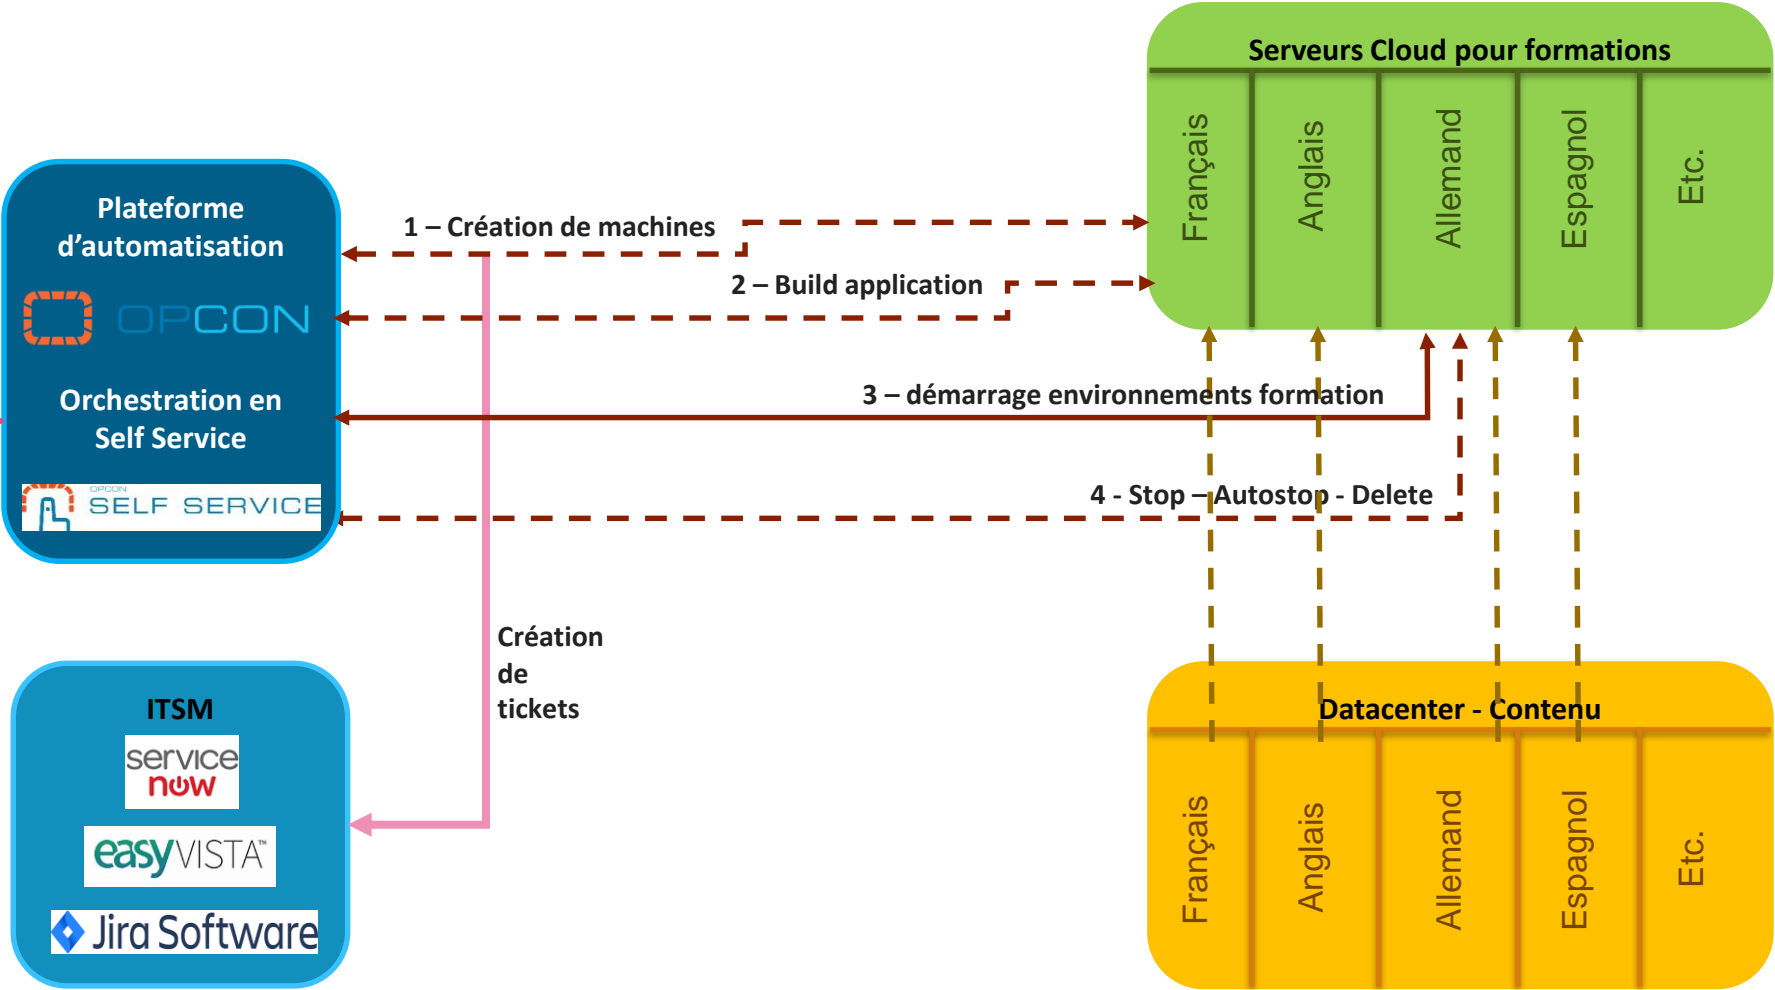 Serveurs Cloud pour formations
Français
Anglais
Allemand
Espagnol
Etc.
Plateforme
d’automatisation
OPCON
Orchestration en
Self Service
OPCON
SELF SERVICE
1 – Création de machines
2 – Build application
3 – démarrage environnements formation
4 - Stop – Autostop - Delete
Création
de
tickets
ITSM
service
now
easyVISTA™
Jira Software
Datacenter - Contenu
Français
Anglais
Allemand
Espagnol
Etc.